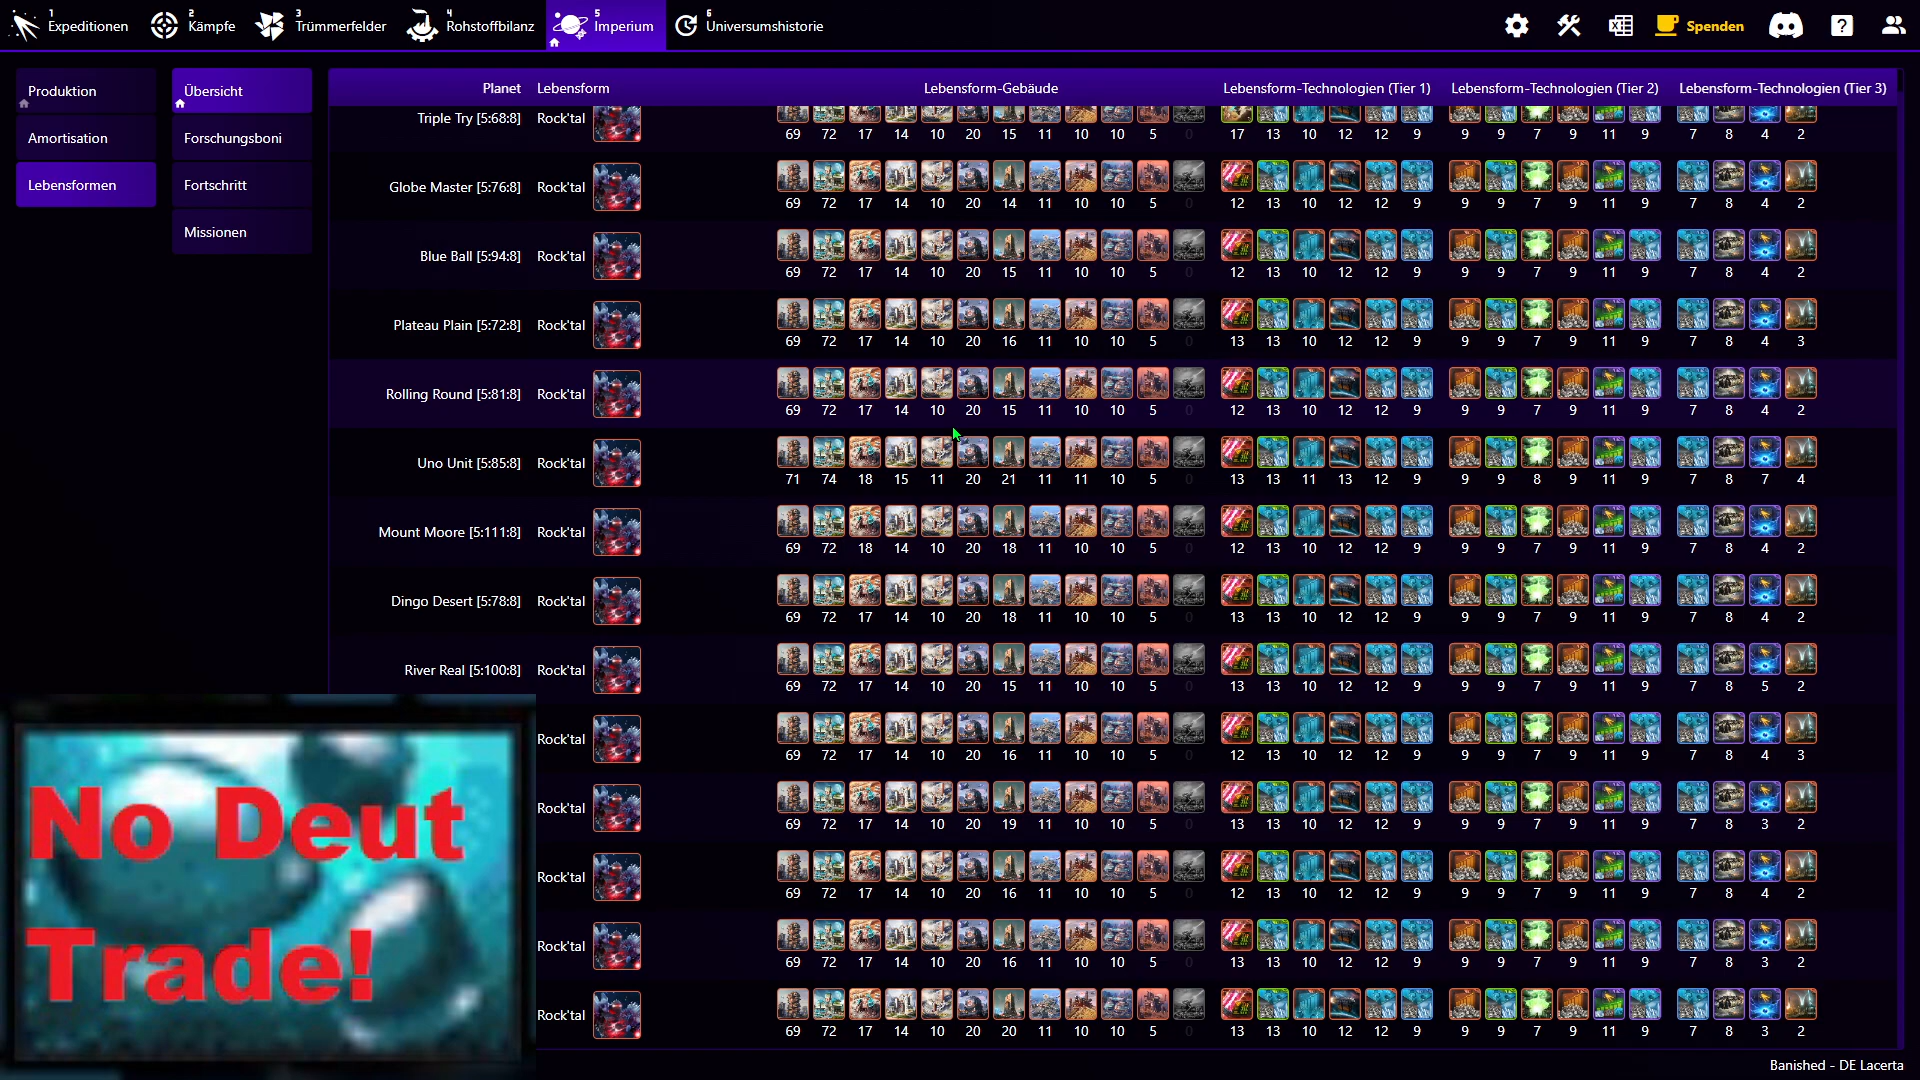 1 Expeditionen 2 Kämpfe 3 Trümmerfelder 4 Rohstoffbilanz 5 Imperium 6 Universumshistorie Spenden
Produktion Übersicht
Amortisation Forschungsboni
Lebensformen Fortschritt
Missionen
Planet Lebensform Lebensform-Gebäude Lebensform-Technologien (Tier 1) Lebensform-Technologien (Tier 2) Lebensform-Technologien (Tier 3)
Triple Try [5:68:8] Rock'tal
69 72 17 14 10 20 15 11 10 10 5 0 17 13 10 12 12 9 9 9 7 9 11 9 7 8 4 2
Globe Master [5:76:8] Rock'tal
69 72 17 14 10 20 14 11 10 10 5 0 12 13 10 12 12 9 9 9 7 9 11 9 7 8 4 2
Blue Ball [5:94:8] Rock'tal
69 72 17 14 10 20 15 11 10 10 5 0 12 13 10 12 12 9 9 9 7 9 11 9 7 8 4 2
Plateau Plain [5:72:8] Rock'tal
69 72 17 14 10 20 16 11 10 10 5 0 13 13 10 12 12 9 9 9 7 9 11 9 7 8 4 3
Rolling Round [5:81:8] Rock'tal
69 72 17 14 10 20 15 11 10 10 5 0 12 13 10 12 12 9 9 9 7 9 11 9 7 8 4 2
Uno Unit [5:85:8] Rock'tal
71 74 18 15 11 20 21 11 11 10 5 0 13 13 11 13 12 9 9 9 8 9 11 9 7 8 7 4
Mount Moore [5:111:8] Rock'tal
69 72 18 14 10 20 18 11 10 10 5 0 12 13 10 12 12 9 9 9 7 9 11 9 7 8 4 2
Dingo Desert [5:78:8] Rock'tal
69 72 17 14 10 20 18 11 10 10 5 0 13 13 10 12 12 9 9 9 7 9 11 9 7 8 4 2
River Real [5:100:8] Rock'tal
69 72 17 14 10 20 15 11 10 10 5 0 13 13 10 12 12 9 9 9 7 9 11 9 7 8 5 2
Rock'tal
69 72 17 14 10 20 16 11 10 10 5 0 12 13 10 12 12 9 9 9 7 9 11 9 7 8 4 3
Rock'tal
69 72 17 14 10 20 19 11 10 10 5 0 13 13 10 12 12 9 9 9 7 9 11 9 7 8 3 2
Rock'tal
69 72 17 14 10 20 16 11 10 10 5 0 12 13 10 12 12 9 9 9 7 9 11 9 7 8 4 2
Rock'tal
69 72 17 14 10 20 16 11 10 10 5 0 13 13 10 12 12 9 9 9 7 9 11 9 7 8 3 2
Rock'tal
69 72 17 14 10 20 20 11 10 10 5 0 13 13 10 12 12 9 9 9 7 9 11 9 7 8 3 2
No Deut
Trade!
Banished - DE Lacerta